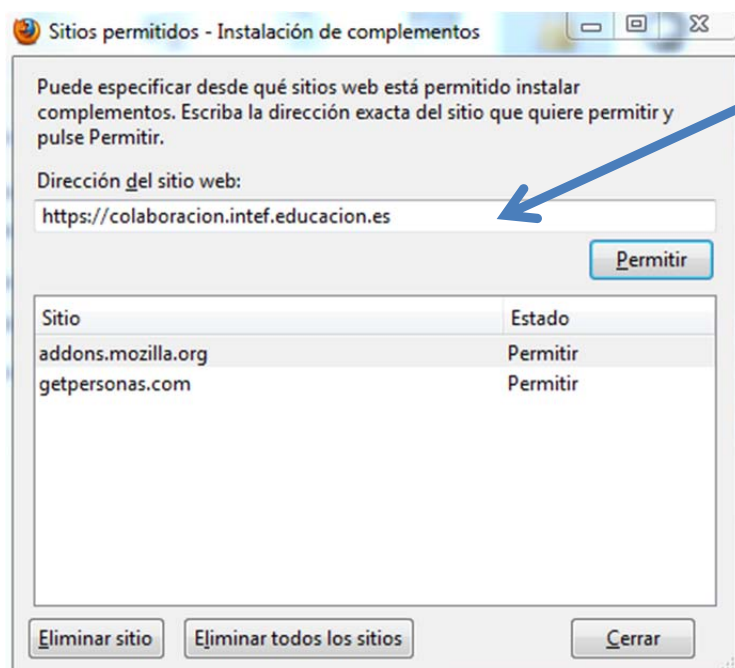 Sitios permitidos - Instalación de complementos
Puede especificar desde qué sitios web está permitido instalar
complementos. Escriba la dirección exacta del sitio que quiere permitir y
pulse Permitir.
Dirección del sitio web:
https://colaboracion.intef.educacion.es
Permitir
Sitio Estado
addons.mozilla.org Permitir
getpersonas.com Permitir
Eliminar sitio Eliminar todos los sitios Cerrar